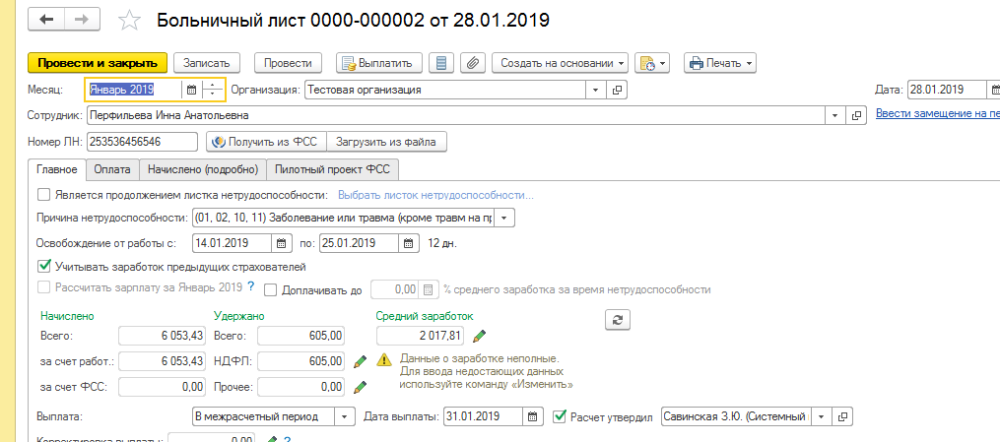 Больничный лист 0000-000002 от 28.01.2019
Провести и закрыть Записать Провести Выплатить Создать на основании Печать
Месяц: Январь 2019 Организация: Тестовая организация Дата: 28.01.2019
Сотрудник: Перфильева Инна Анатольевна Ввести замещение на пе
Номер ЛН: 253536456546 Получить из ФСС Загрузить из файла
Главное Оплата Начислено (подробно) Пилотный проект ФСС
Является продолжением листка нетрудоспособности: Выбрать листок нетрудоспособности...
Причина нетрудоспособности: (01, 02, 10, 11) Заболевание или травма (кроме травм на пр
Освобождение от работы с: 14.01.2019 по: 25.01.2019 12 дн.
Учитывать заработок предыдущих страхователей
Рассчитать зарплату за Январь 2019 ? Доплачивать до 0,00 % среднего заработка за время нетрудоспособности
Начислено Удержано Средний заработок
Всего: 6 053,43 Всего: 605,00 2 017,81
за счет работ.: 6 053,43 НДФЛ: 605,00 Данные о заработке неполные.
Для ввода недостающих данных
за счет ФСС: 0,00 Прочее: 0,00 используйте команду «Изменить»
Выплата: В межрасчетный период Дата выплаты: 31.01.2019 Расчет утвердил Савинская З.Ю. (Системный
Корректировка выплаты: 0,00 ?